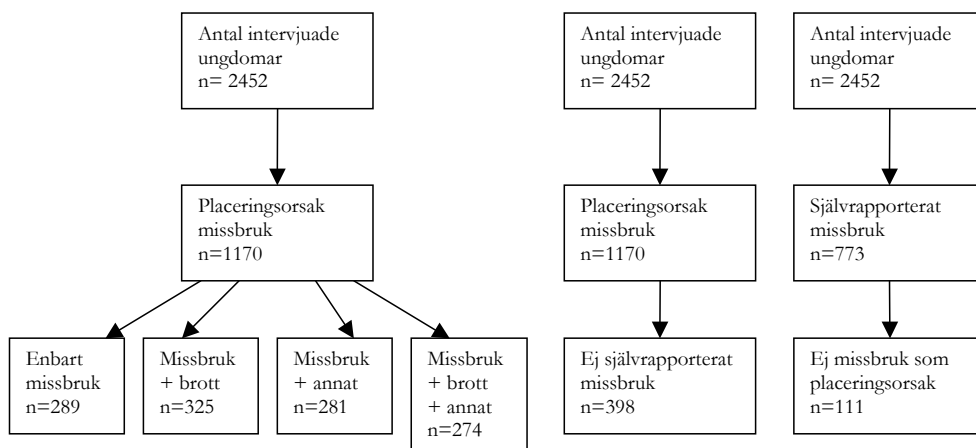 Antal intervjuade
ungdomar
n= 2452
Placeringsorsak
missbruk
n=1170
Enbart
missbruk
n=289
Missbruk
+ brott
n=325
Missbruk
+ annat
n=281
Missbruk
+ brott
+ annat
n=274
Antal intervjuade
ungdomar
n= 2452
Placeringsorsak
missbruk
n=1170
Ej självrapporterat
missbruk
n=398
Antal intervjuade
ungdomar
n= 2452
Självrapporterat
missbruk
n=773
Ej missbruk som
placeringsorsak
n=111